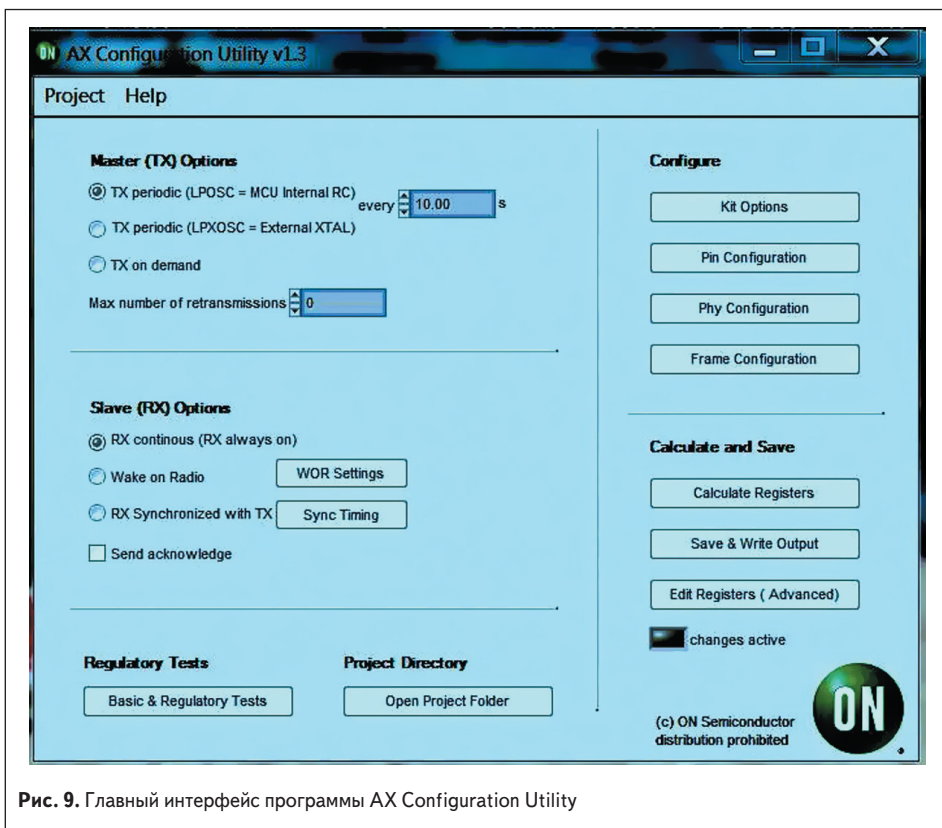 ON AX Configuration Utility v1.3
Project Help
Master (TX) Options
TX periodic (LPOSC = MCU Internal RC) every 10.00 s
TX periodic (LPXOSC = External XTAL)
TX on demand
Max number of retransmissions 0
Slave (RX) Options
RX continous (RX always on)
Wake on Radio WOR Settings
RX Synchronized with TX Sync Timing
Send acknowledge
Regulatory Tests
Basic & Regulatory Tests
Project Directory
Open Project Folder
Configure
Kit Options
Pin Configuration
Phy Configuration
Frame Configuration
Calculate and Save
Calculate Registers
Save & Write Output
Edit Registers ( Advanced)
changes active
(c) ON Semiconductor
distribution prohibited
ON
Рис. 9. Главный интерфейс программы AX Configuration Utility